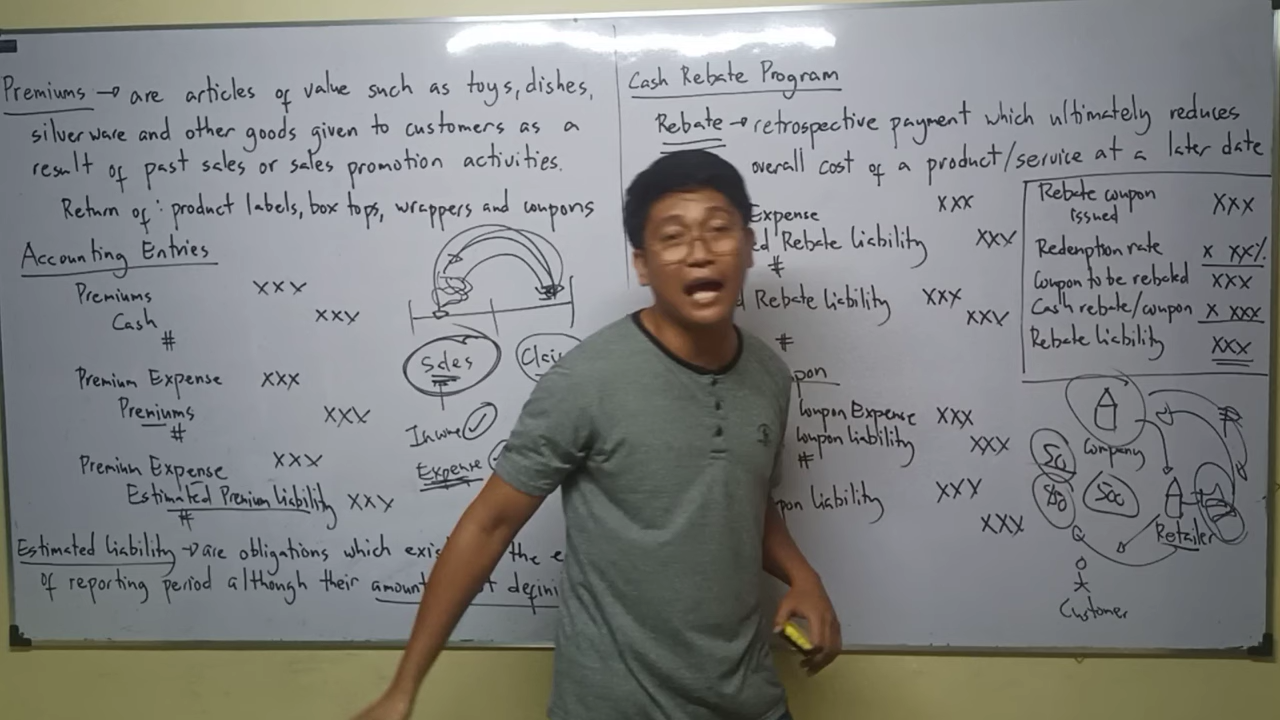 Premiums → are articles of value such as toys, dishes,
silverware and other goods given to customers as a
result of past sales or sales promotion activities.
Return of: product labels, box tops, wrappers and coupons
Accounting Entries
Premiums XXX
Cash XXX
#
Premium Expense XXX
Premiums XXX
#
Premium Expense XXX
Estimated Premium Liability XXX
#
Sales
Income
Expense
Estimated Liability → are obligations which the
of reporting period although their amount
Cash Rebate Program
Rebate → retrospective payment which ultimately reduces
overall cost of a product/service at a later date
Expense XXX
Rebate Liability XXX
#
Rebate Liability XXX
XXX
#
Coupon Expense XXX
Coupon Liability XXX
#
Liability XXX
XXX
Rebate coupon
issued XXX
Redemption rate x XX%
Coupon to be rebated XXX
Cash rebate/coupon x XXX
Rebate Liability XXX
Company
Retailer
Customer